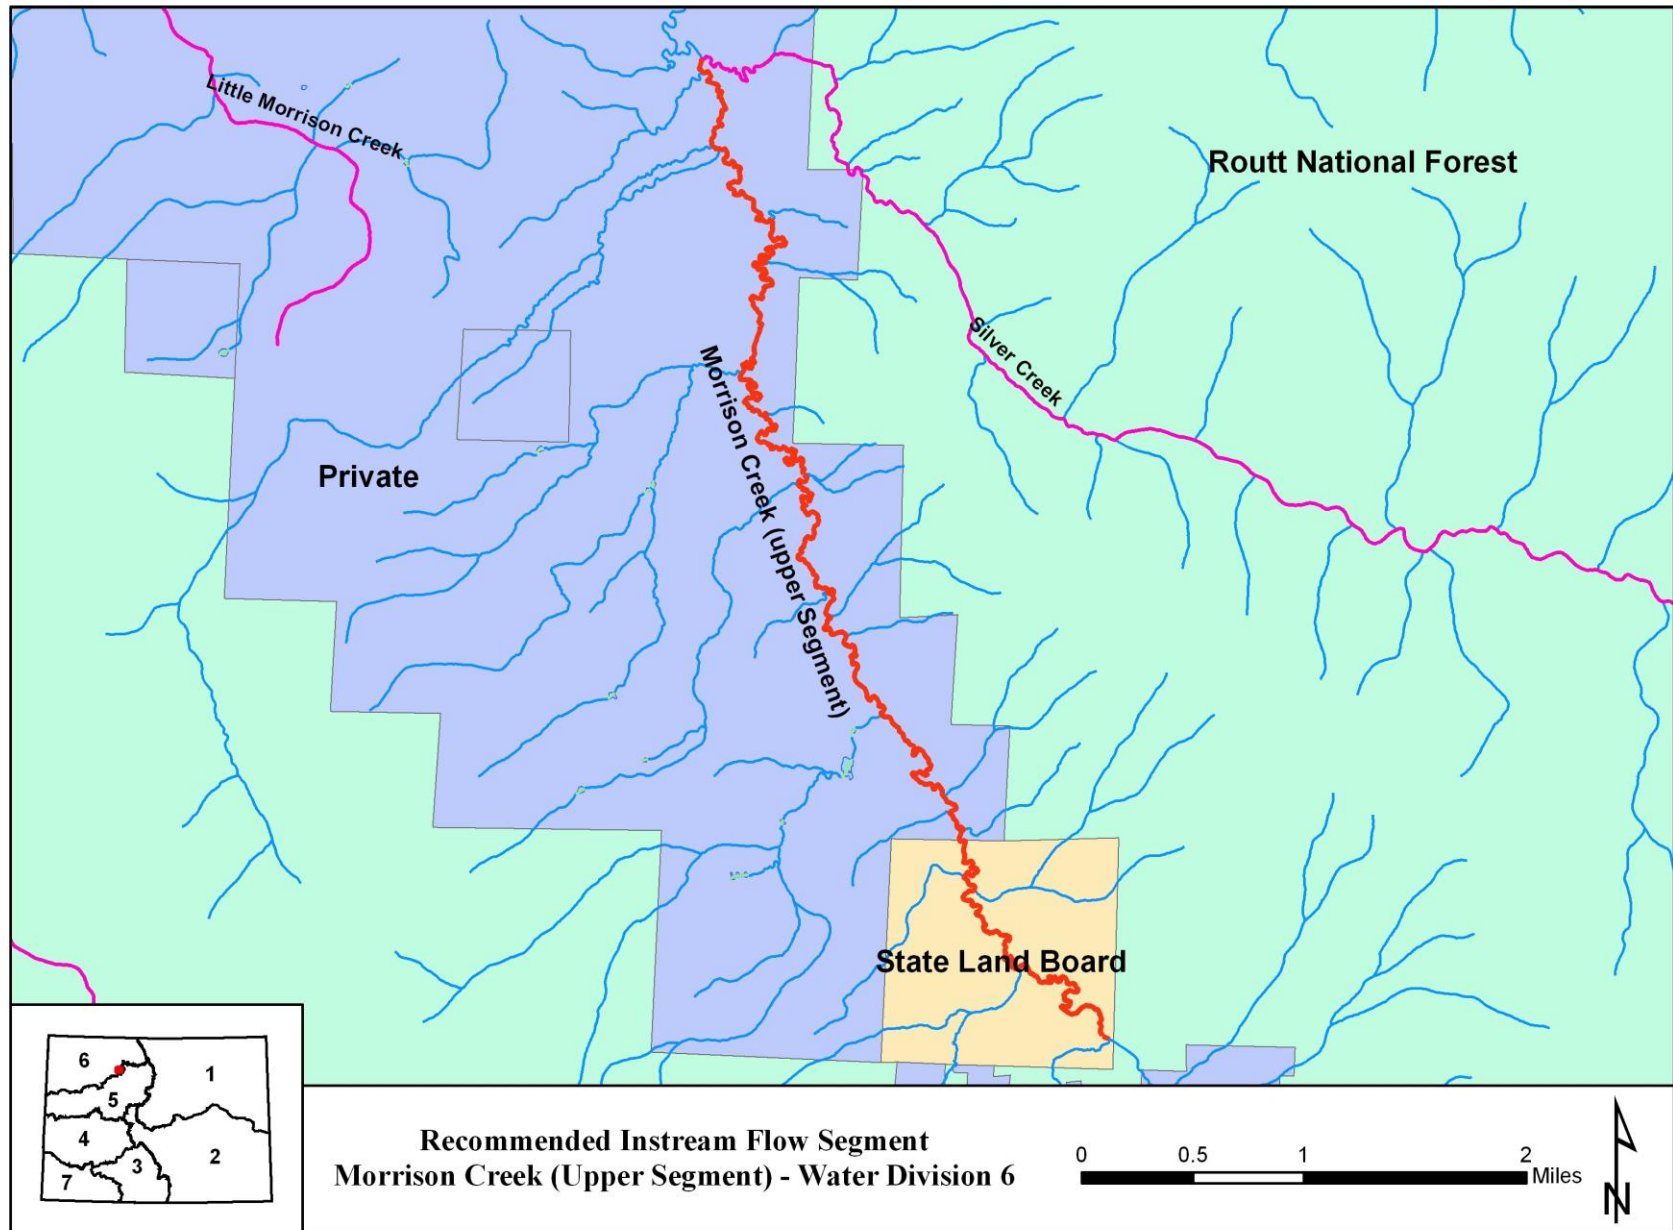 Little Morrison Creek
Routt National Forest
Silver Creek
Morrison Creek (upper Segment)
Private
State Land Board
6
1
5
4
3
2
7
Recommended Instream Flow Segment
Morrison Creek (Upper Segment) - Water Division 6
0 0.5 1 2
Miles
N